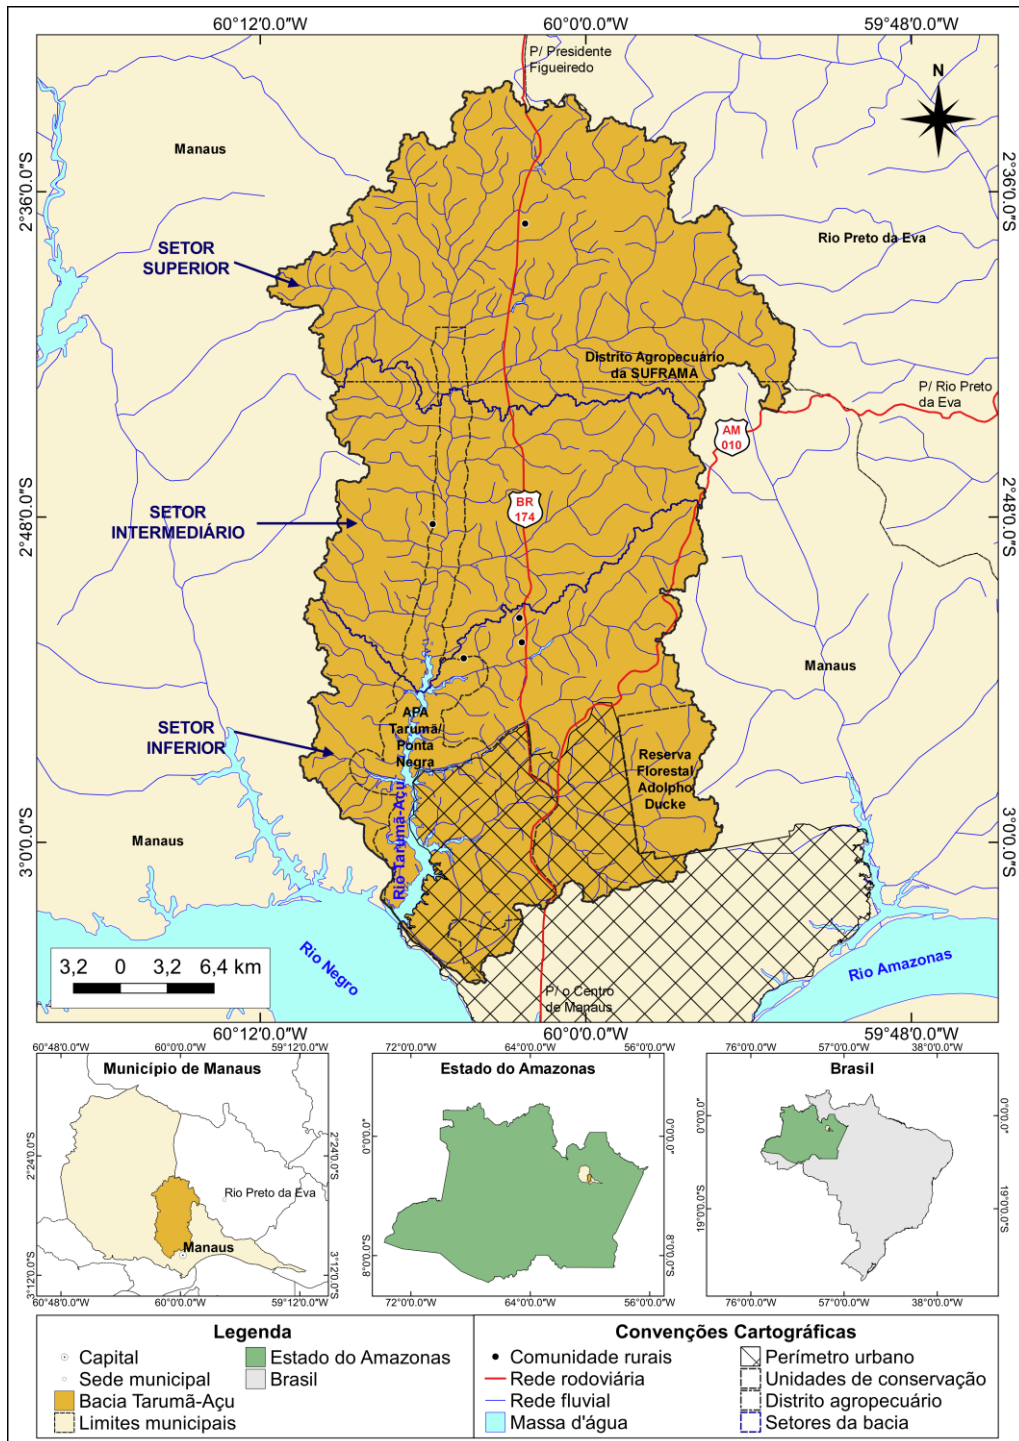 60°12'0.0"W
60°00'0.0"W
59°48'0.0"W
P/ Presidente
Figueiredo
N
Manaus
2°36'0.0"S
2°36'0.0"S
SETOR
SUPERIOR
Rio Preto da Eva
Distrito Agropecuário
da SUFRAMA
P/ Rio Preto
da Eva
AM
010
BR
174
SETOR
INTERMEDIÁRIO
2°48'0.0"S
2°48'0.0"S
Manaus
SETOR
INFERIOR
APA
Tarumã/
Ponta
Negra
Reserva
Florestal
Adolpho
Ducke
Rio Tarumã-Açu
Manaus
3°0'0.0"S
3°0'0.0"S
Rio Negro
Rio Amazonas
3,2 0 3,2 6,4 km
P/ o Centro
de Manaus
60°12'0.0"W
60°00'0.0"W
59°48'0.0"W
60°48'0.0"W 60°0'0.0"W 59°12'0.0"W
Município de Manaus
2°24'0.0"S
2°24'0.0"S
Rio Preto da Eva
Manaus
3°12'0.0"S
3°12'0.0"S
60°48'0.0"W 60°0'0.0"W 59°12'0.0"W
72°0'0.0"W 64°0'0.0"W 56°0'0.0"W
Estado do Amazonas
0°0'0.0"
0°0'0.0"
8°0'0.0"S
8°0'0.0"S
72°0'0.0"W 64°0'0.0"W 56°0'0.0"W
76°0'0.0"W 57°0'0.0"W 38°0'0.0"W
Brasil
0°0'0.0"
0°0'0.0"
19°0'0.0"S
19°0'0.0"S
76°0'0.0"W 57°0'0.0"W 38°0'0.0"W
Legenda
Capital
Sede municipal
Bacia Tarumã-Açu
Limites municipais
Estado do Amazonas
Brasil
Convenções Cartográficas
Comunidade rurais
Rede rodoviária
Rede fluvial
Massa d'água
Perímetro urbano
Unidades de conservação
Distrito agropecuário
Setores da bacia